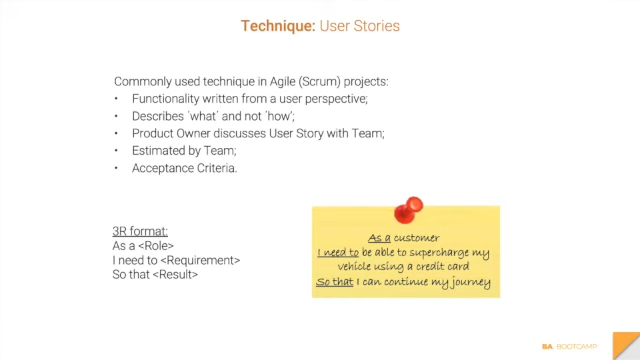 Technique: User Stories
Commonly used technique in Agile (Scrum) projects:
• Functionality written from a user perspective;
• Describes ‘what’ and not ‘how’;
• Product Owner discusses User Story with Team;
• Estimated by Team;
• Acceptance Criteria.
3R format:
As a <Role>
I need to <Requirement>
So that <Result>
As a customer
I need to be able to supercharge my
vehicle using a credit card
So that I can continue my journey
BA BOOTCAMP